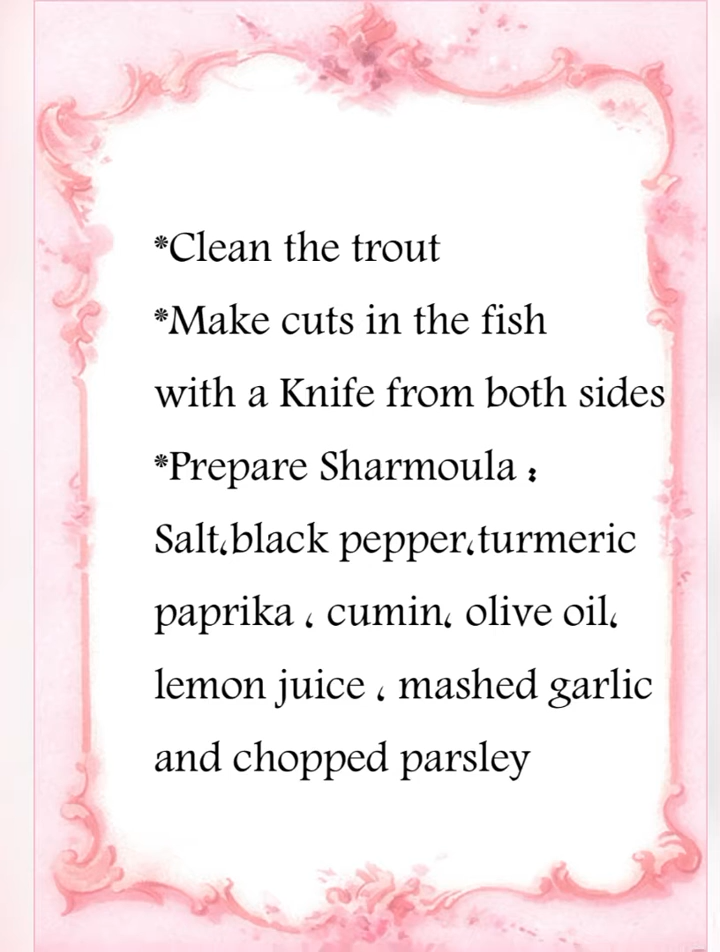 *Clean the trout
*Make cuts in the fish
with a Knife from both sides
*Prepare Sharmoula :
Salt،black pepper،turmeric
paprika ، cumin، olive oil،
lemon juice ، mashed garlic
and chopped parsley